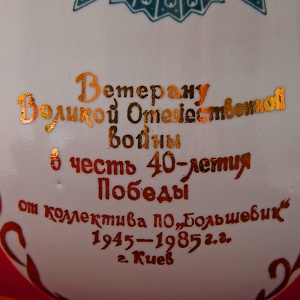 Ветерану
Великой Отечественной
войны
в честь 40-летия
Победы
от коллектива ПО„Большевик"
1945–1985 г.г.
г. Киев